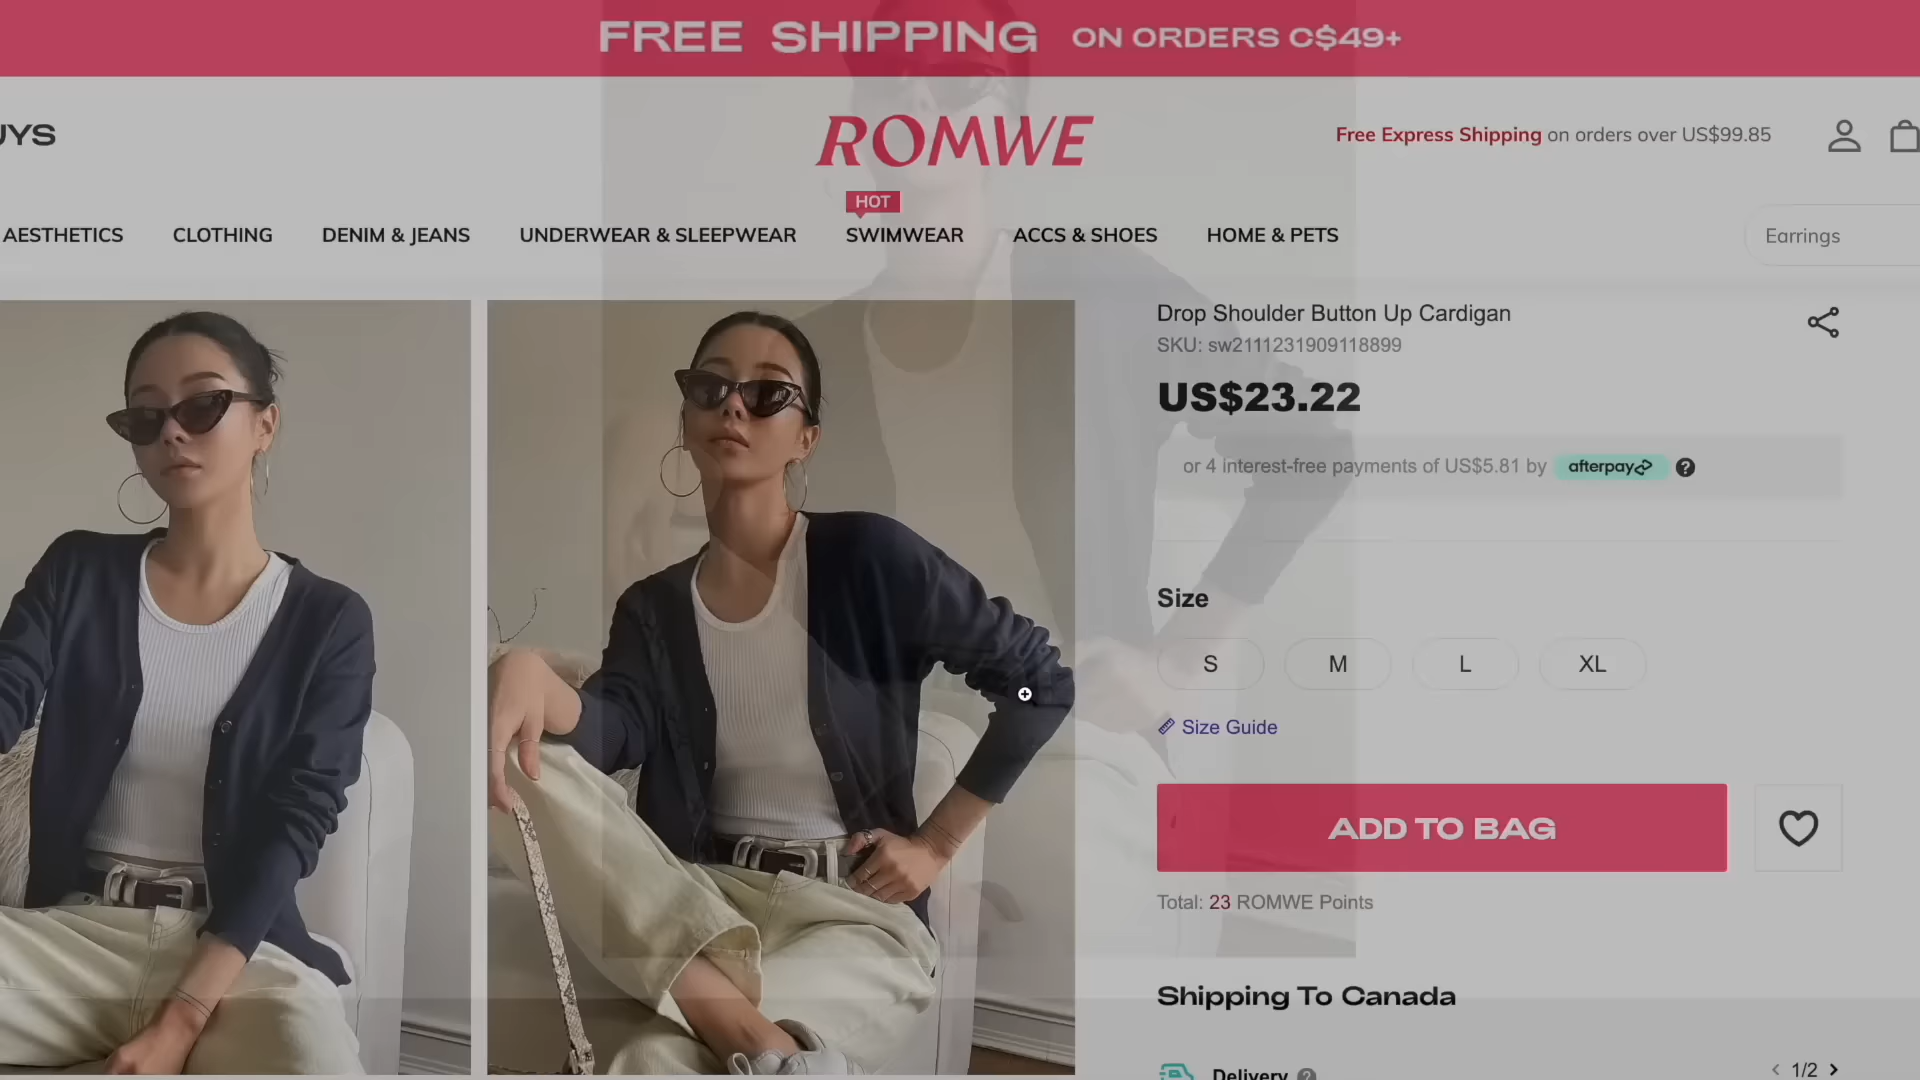 FREE SHIPPING ON ORDERS C$49+
UYS
ROMWE
Free Express Shipping on orders over US$99.85
HOT
AESTHETICS CLOTHING DENIM & JEANS UNDERWEAR & SLEEPWEAR SWIMWEAR ACCS & SHOES HOME & PETS
Earrings
Drop Shoulder Button Up Cardigan
SKU: sw2111231909118899
US$23.22
or 4 interest-free payments of US$5.81 by afterpay ?
Size
S M L XL
Size Guide
ADD TO BAG
Total: 23 ROMWE Points
Shipping To Canada
Delivery ?
< 1/2 >